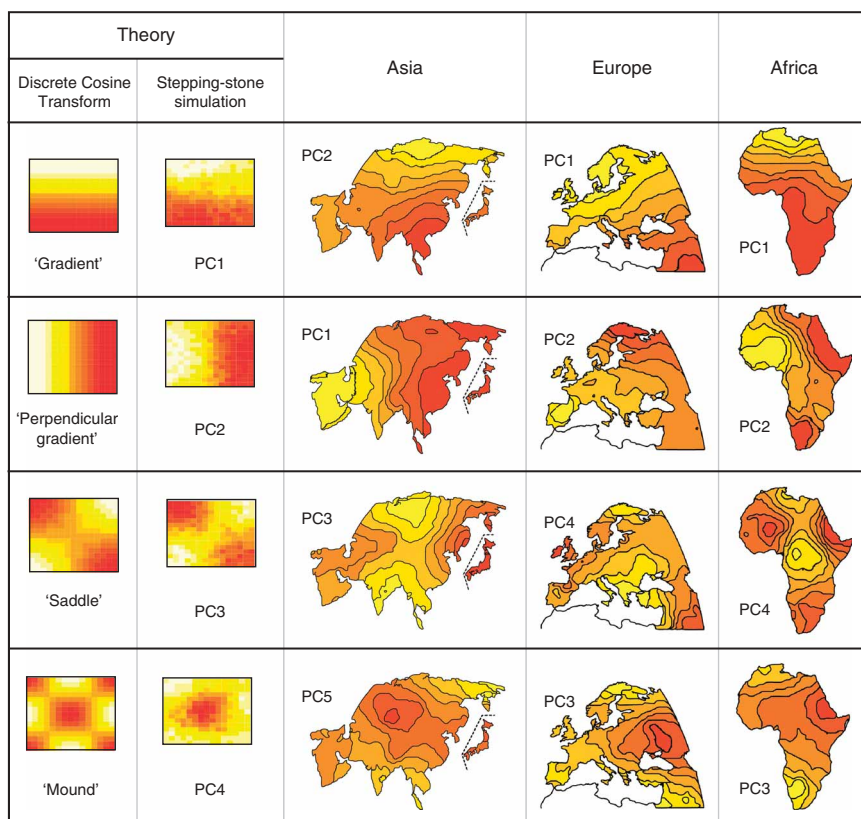 Theory
Asia
Europe
Africa
Discrete Cosine
Transform
Stepping-stone
simulation
'Gradient'
PC1
PC2
PC1
PC1
'Perpendicular
gradient'
PC2
PC1
PC2
PC2
'Saddle'
PC3
PC3
PC4
PC4
'Mound'
PC4
PC5
PC3
PC3